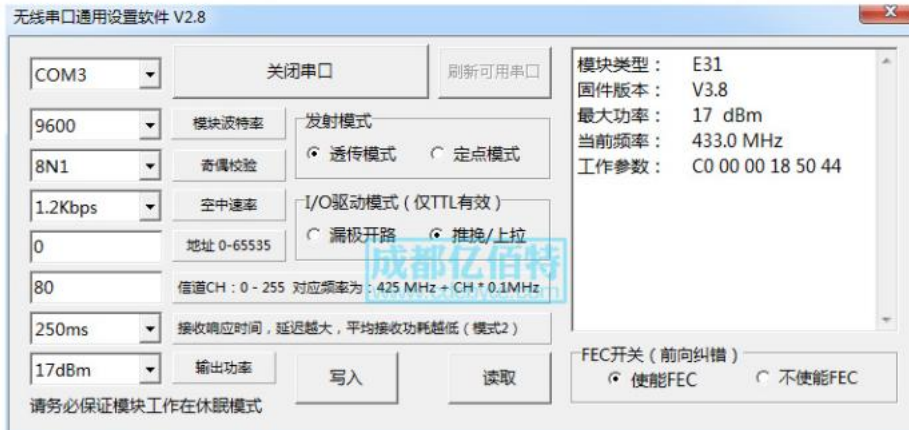 无线串口通用设置软件 V2.8
COM3
关闭串口
刷新可用串口
9600
模块波特率
8N1
奇偶校验
1.2Kbps
空中速率
0
地址 0-65535
80
信道CH：0 - 255 对应频率为：425 MHz + CH * 0.1MHz
250ms
接收响应时间，延迟越大，平均接收功耗越低（模式2）
17dBm
输出功率
写入
读取
请务必保证模块工作在休眠模式
发射模式
透传模式
定点模式
I/O驱动模式（仅TTL有效）
漏极开路
推挽/上拉
成都亿佰特
模块类型： E31
固件版本： V3.8
最大功率： 17 dBm
当前频率： 433.0 MHz
工作参数： C0 00 00 18 50 44
FEC开关（前向纠错）
使能FEC
不使能FEC